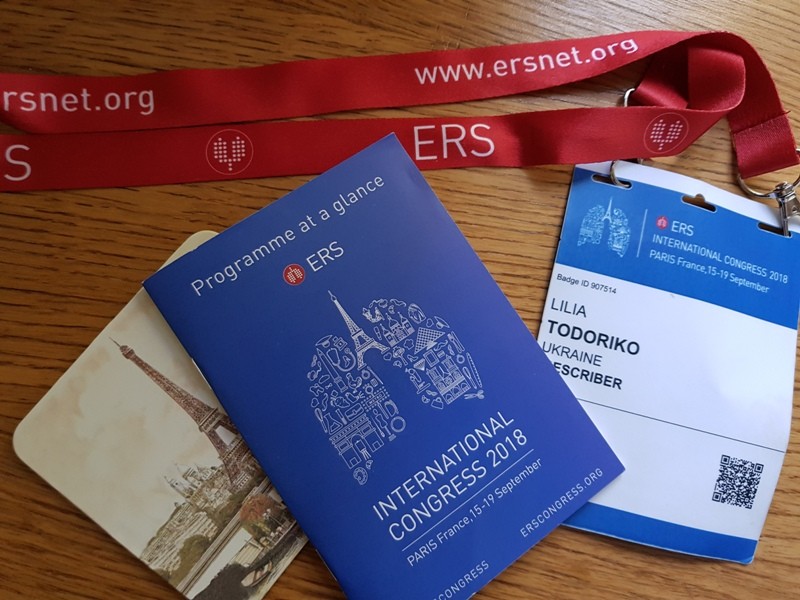 www.ersnet.org
rsnet.org
ERS
S
Programme at a glance
ERS
INTERNATIONAL
CONGRESS 2018
PARIS France, 15-19 September
ERSCONGRESS.ORG
CONGRESS
ERS
INTERNATIONAL CONGRESS 2018
PARIS France, 15-19 September
Badge ID 907514
LILIA
TODORIKO
UKRAINE
ESCRIBER